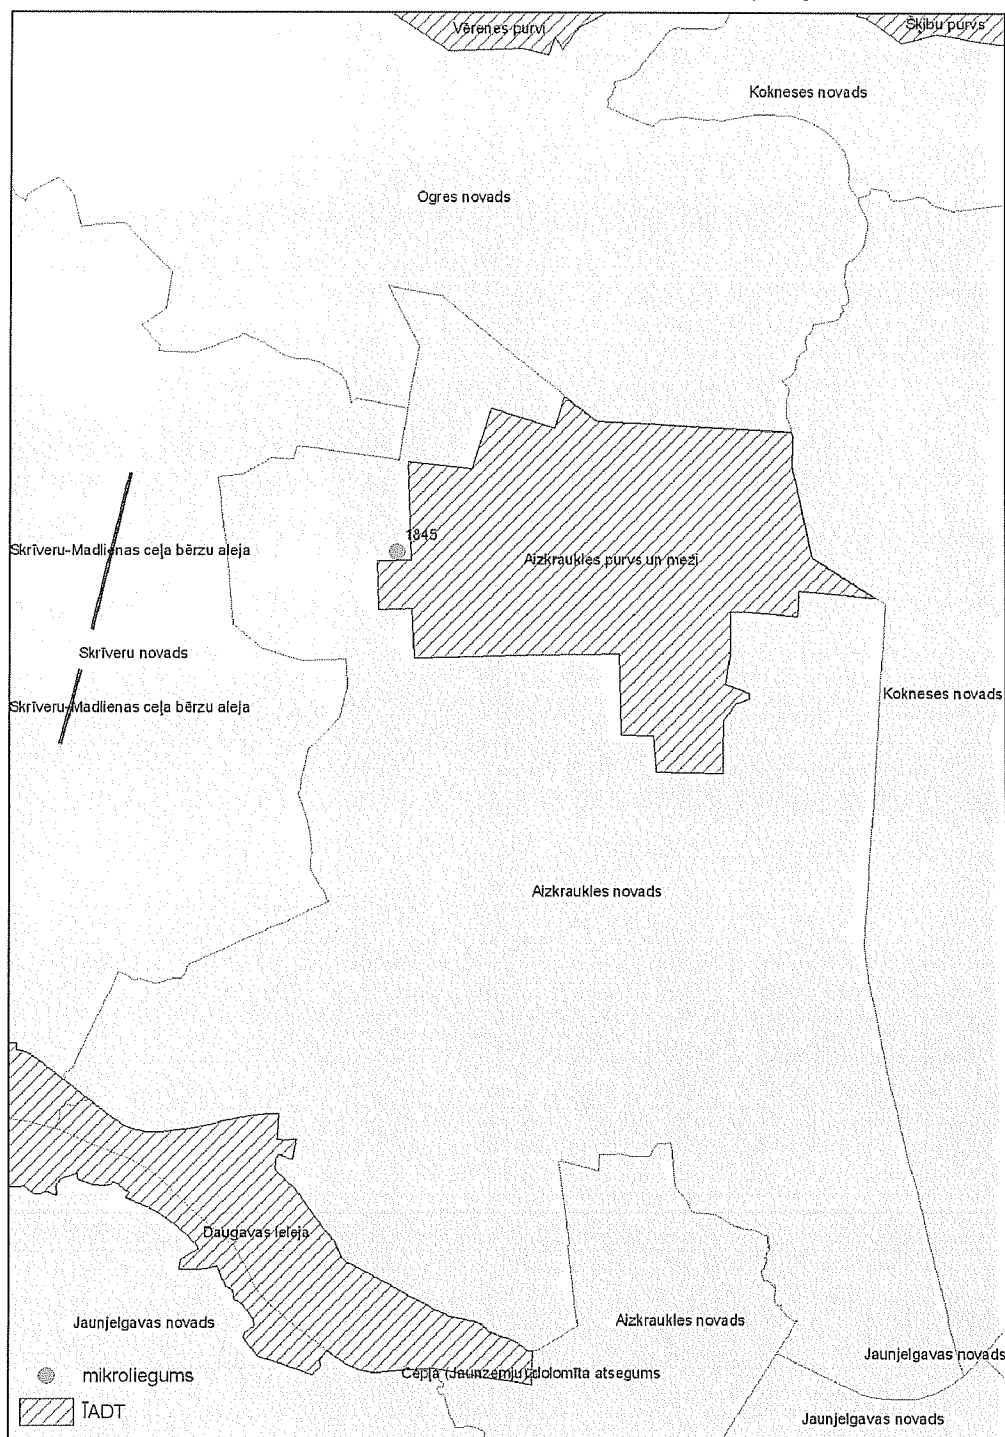 Vērenes purvi
Šķibu purvs
Kokneses novads
Ogres novads
1845
Skrīveru-Madlienas ceļa bērzu aleja
Aizkraukles purvs un meži
Skrīveru novads
Kokneses novads
Skrīveru-Madlienas ceļa bērzu aleja
Aizkraukles novads
Daugavas ieleja
Jaunjelgavas novads
Aizkraukles novads
Jaunjelgavas novads
mikroliegums
Cepļa (Jaunzemju) dolomīta atsegums
ĪADT
Jaunjelgavas novads